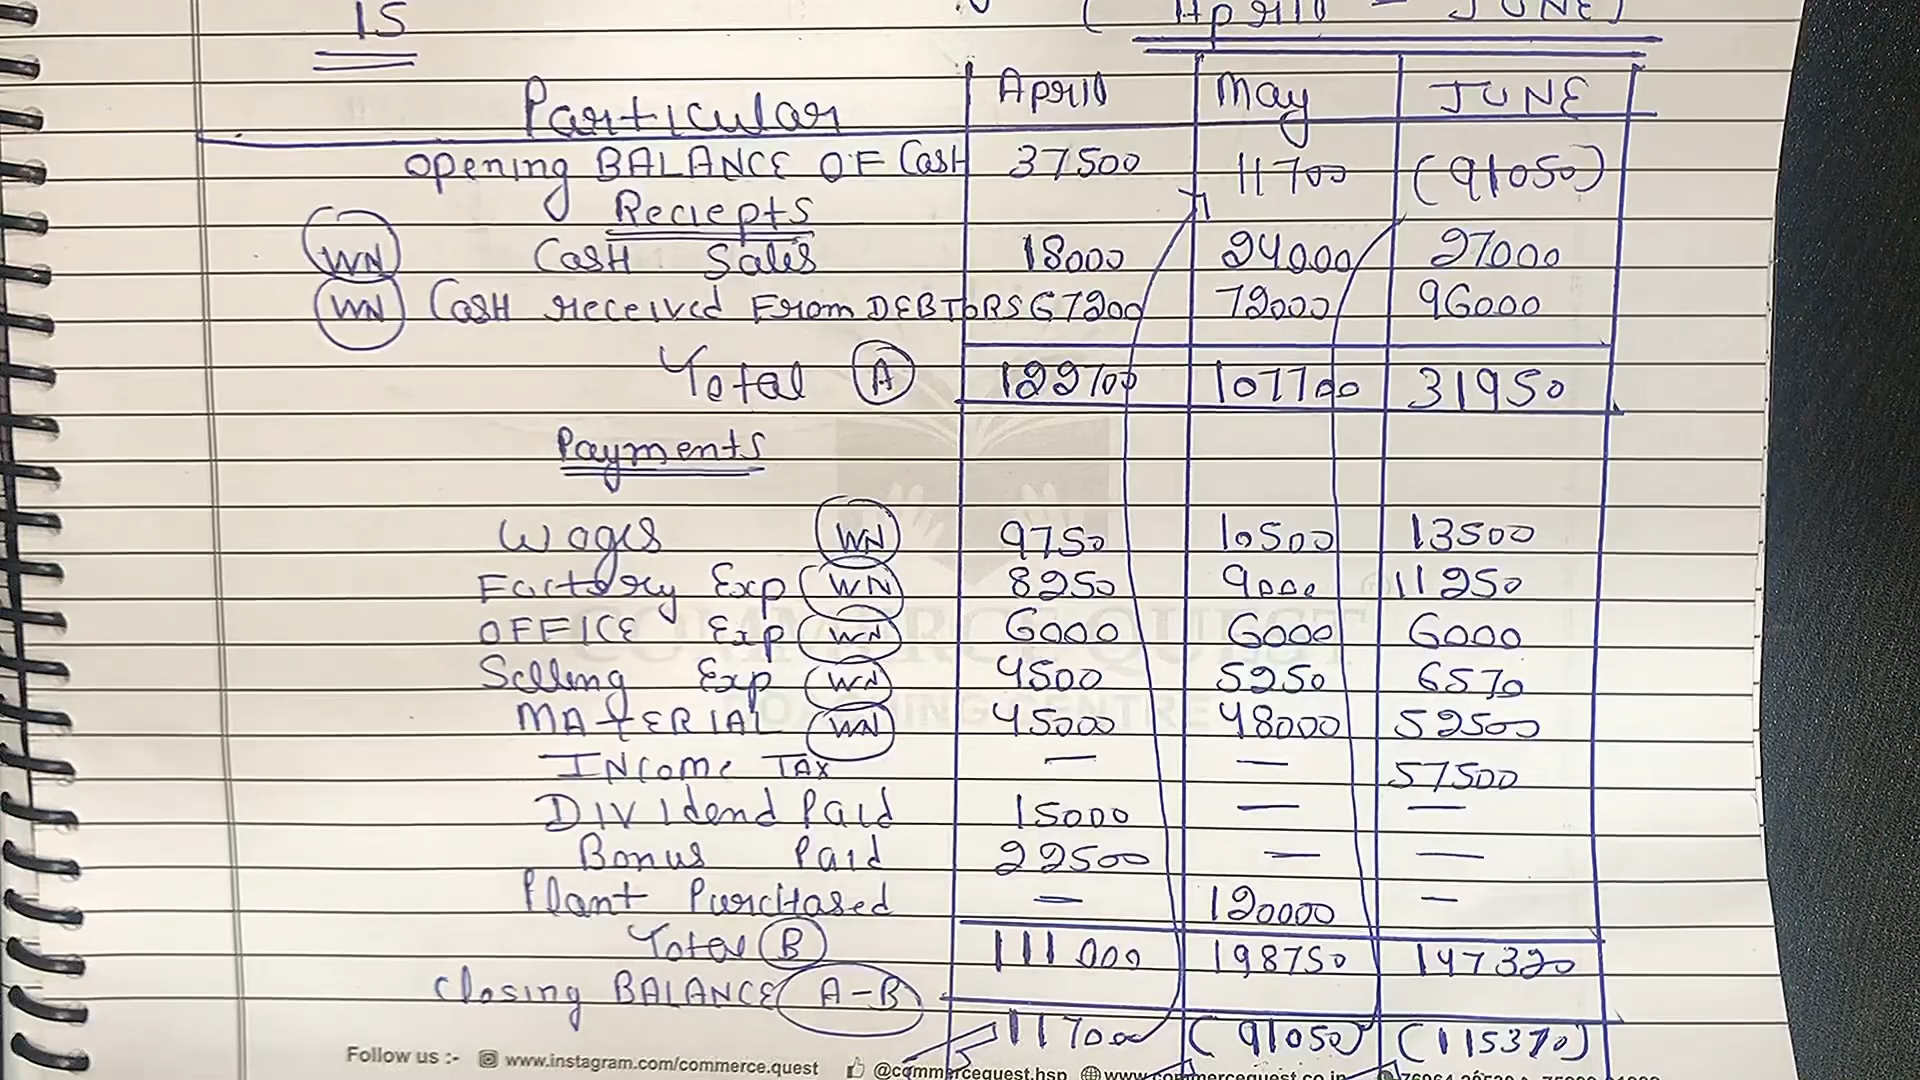 15 ( April - JUNE)
Particular April May JUNE
opening BALANCE OF Cash 37500 11700 (91050)
Reciepts
WN Cash Sales 18000 24000 27000
WN Cash received From DEBTORS 67200 72000 96000
Total A 122700 107700 31950
Payments
Wages WN 9750 10500 13500
Factory Exp WN 8250 9000 11250
OFFICE Exp WN 6000 6000 6000
Selling Exp WN 4500 5250 6570
MATERIAL WN 45000 48000 52500
INcome TAX — — 57500
Dividend Paid 15000 — —
Bonus Paid 22500 — —
Plant Purchased — 120000 —
Total B 111000 198750 147320
Closing BALANCE A-B 11700 (91050) (115370)
COMMERCE QUEST
COACHING CENTRE
Follow us :- www.instagram.com/commerce.quest @commercequest.hsp www.commercequest.co.in